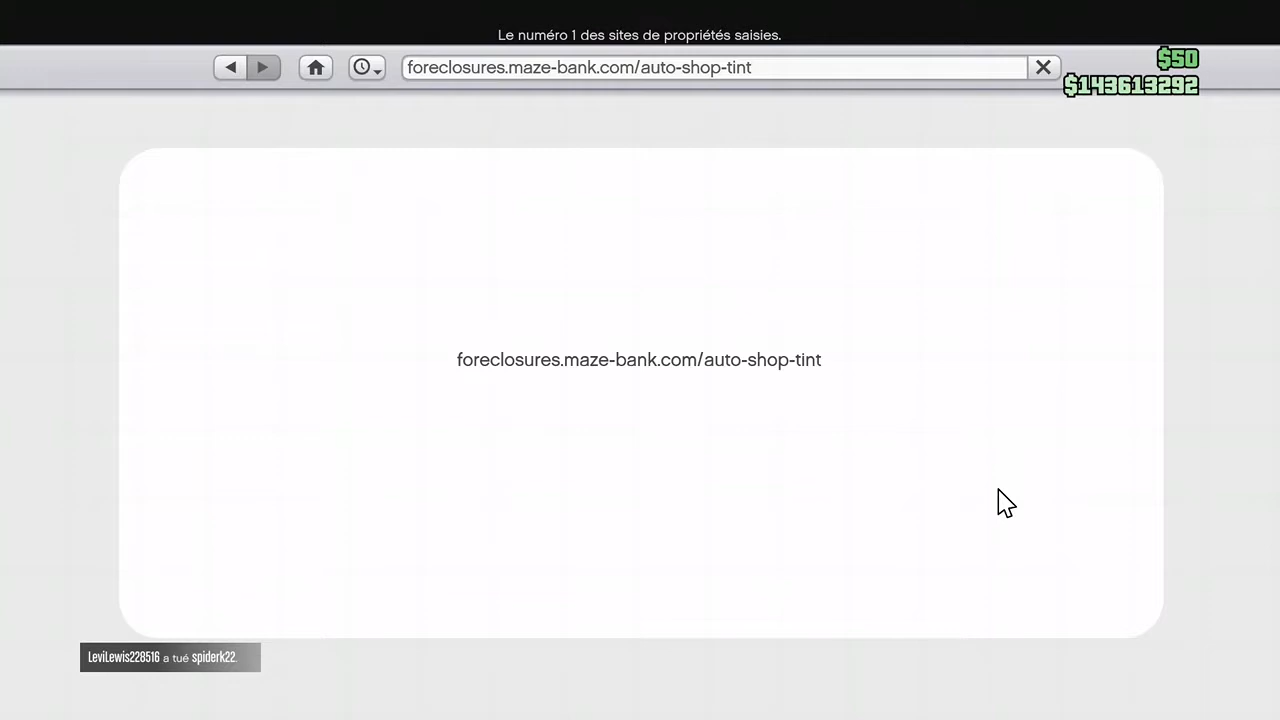 Le numéro 1 des sites de propriétés saisies.
foreclosures.maze-bank.com/auto-shop-tint
$50
$143613292
foreclosures.maze-bank.com/auto-shop-tint
LeviLewis228516 a tué spiderk22.